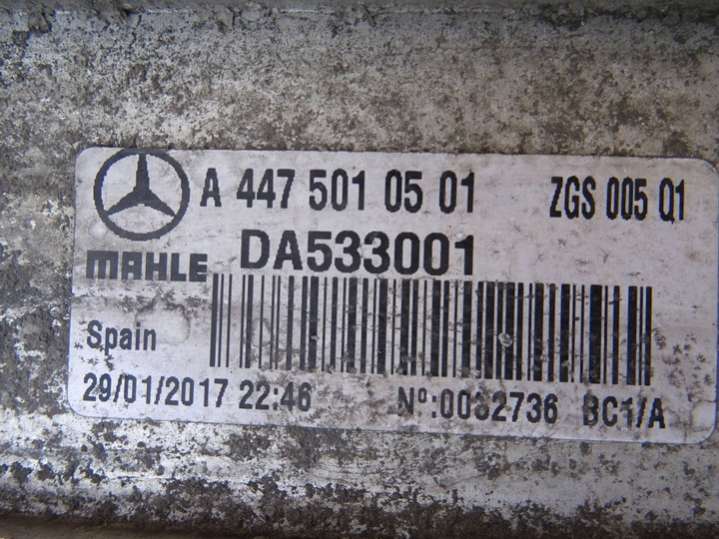 A 447 501 05 01 ZGS 005 Q1
MAHLE DA533001
Spain
29/01/2017 22:46 Nº:0032736 BC1/A